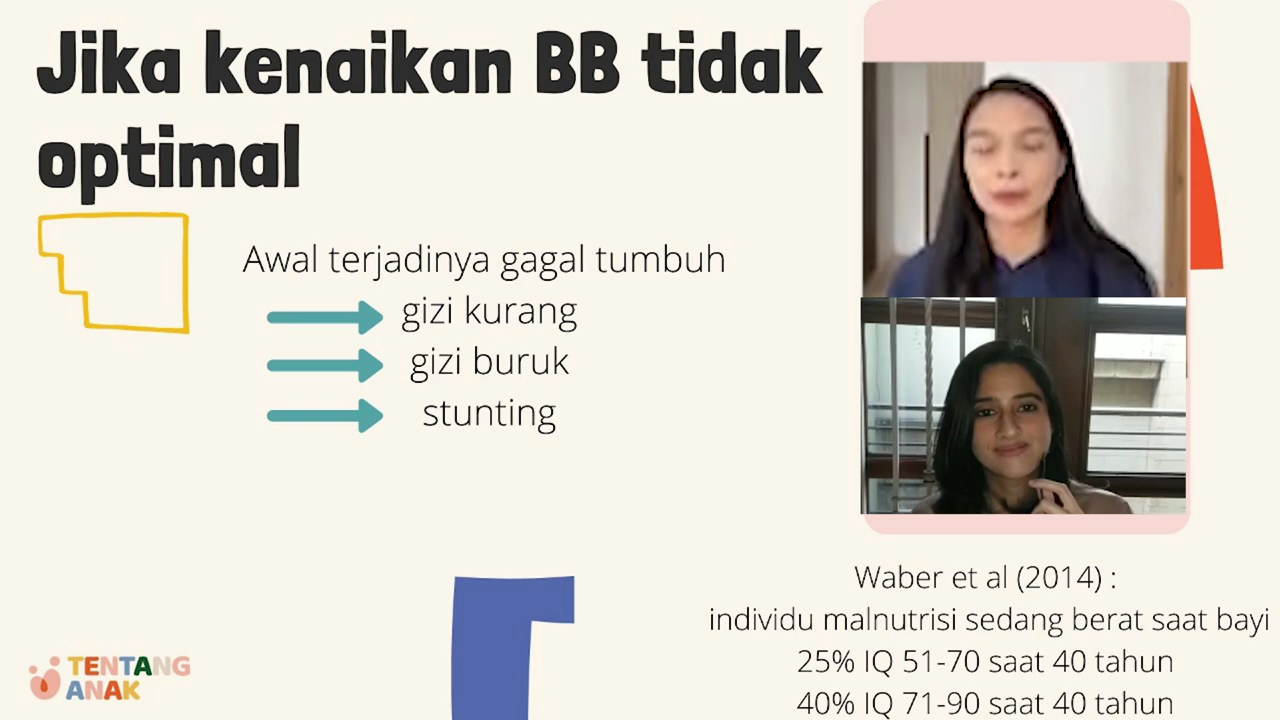 Jika kenaikan BB tidak
optimal
Awal terjadinya gagal tumbuh
gizi kurang
gizi buruk
stunting
Waber et al (2014) :
individu malnutrisi sedang berat saat bayi
25% IQ 51-70 saat 40 tahun
40% IQ 71-90 saat 40 tahun
TENTANG
ANAK